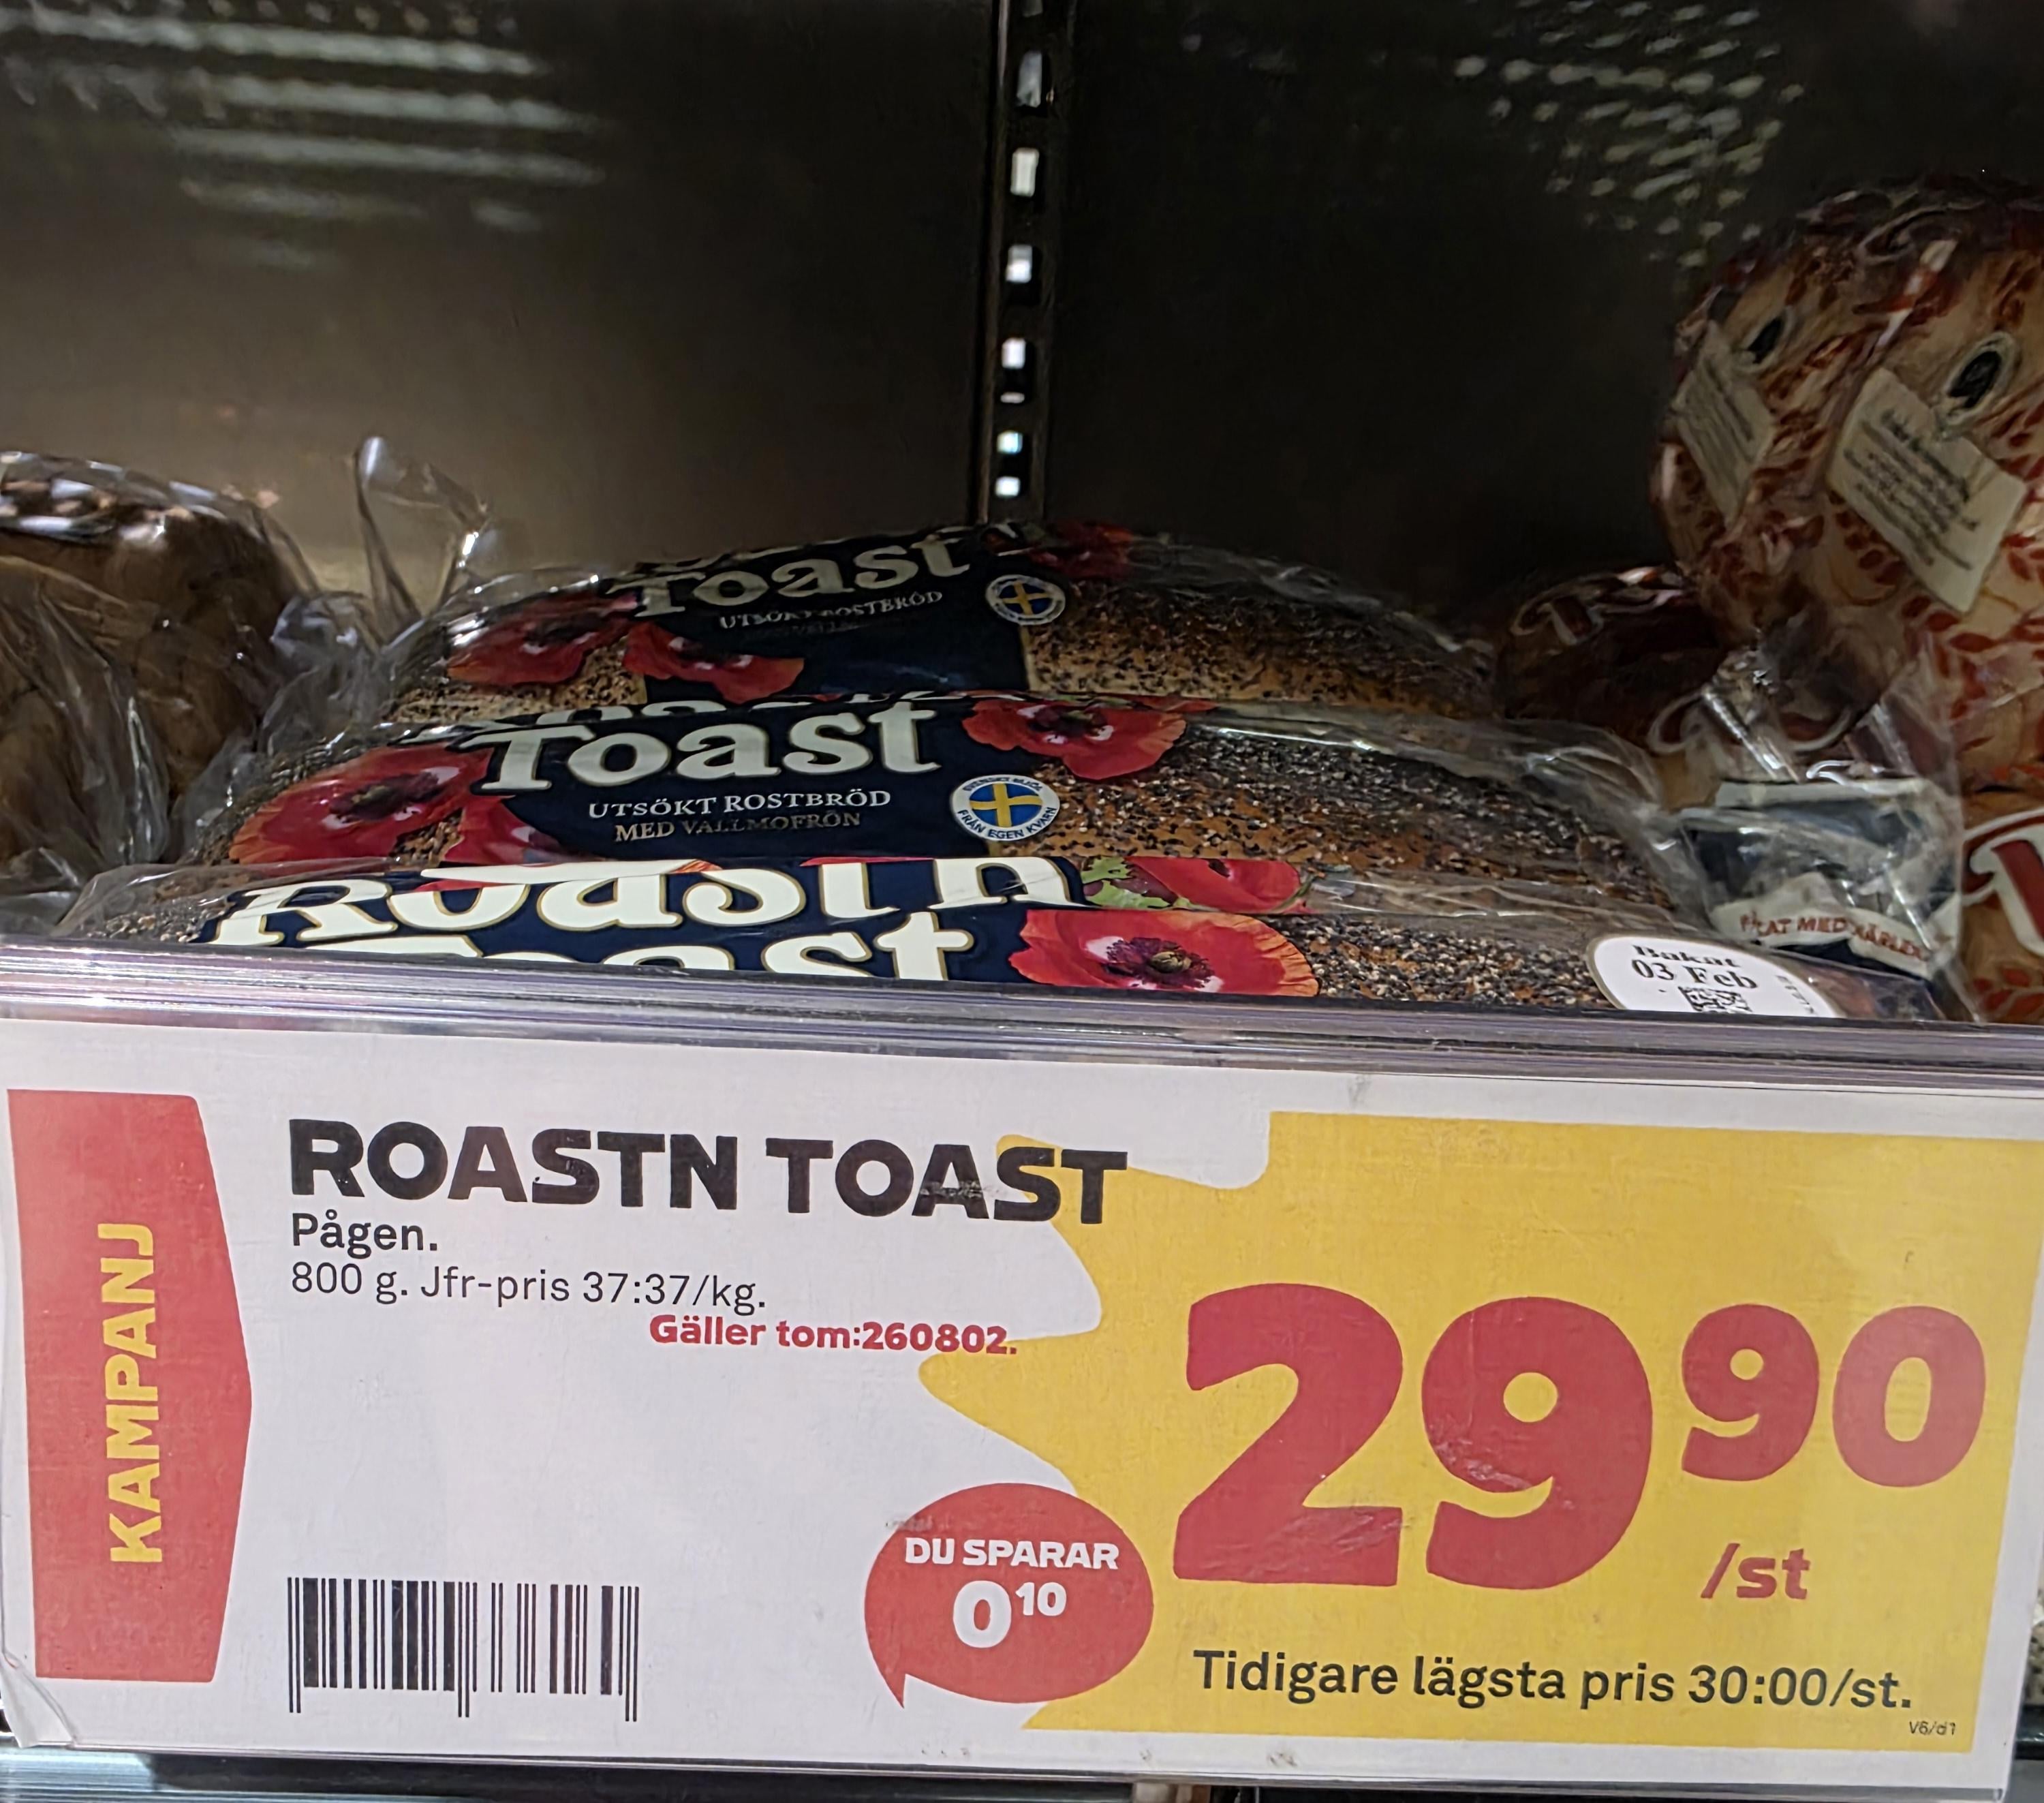 Toast
UTSÖKT ROSTBRÖD
Toast
UTSÖKT ROSTBRÖD
MED VALLMOFRÖN
FRÅN EGEN KVARN
Roast'n
Toast
Bakat
03 Feb
KAMPANJ
ROASTN TOAST
Pågen.
800 g. Jfr-pris 37:37/kg.
Gäller tom:260802.
29 90
/st
DU SPARAR
0 10
Tidigare lägsta pris 30:00/st.
V6/d1